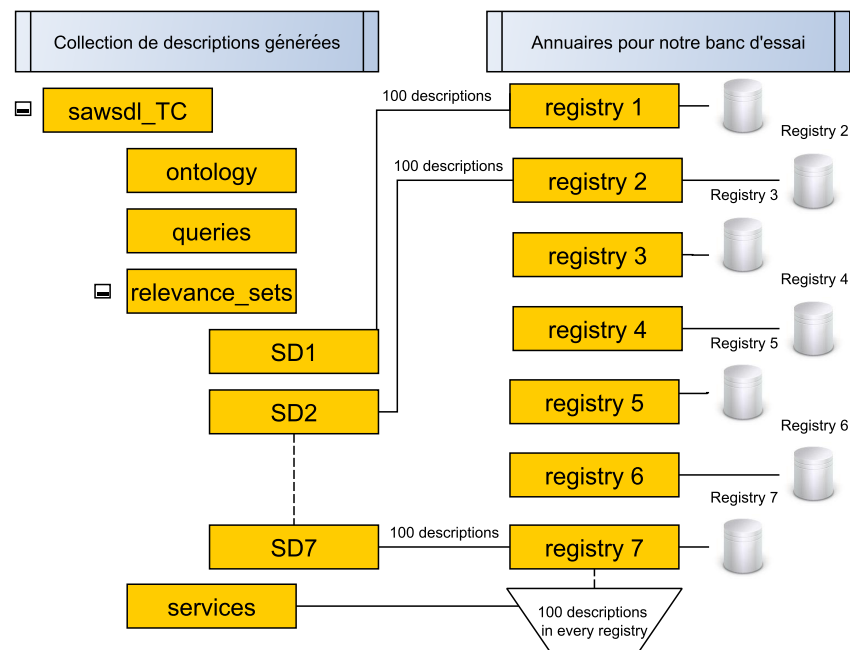 Collection de descriptions générées
Annuaires pour notre banc d'essai
sawsdl_TC
100 descriptions
registry 1
Registry 2
ontology
100 descriptions
registry 2
Registry 3
queries
registry 3
relevance_sets
Registry 4
SD1
registry 4
Registry 5
SD2
registry 5
Registry 6
registry 6
Registry 7
SD7
100 descriptions
registry 7
services
100 descriptions
in every registry